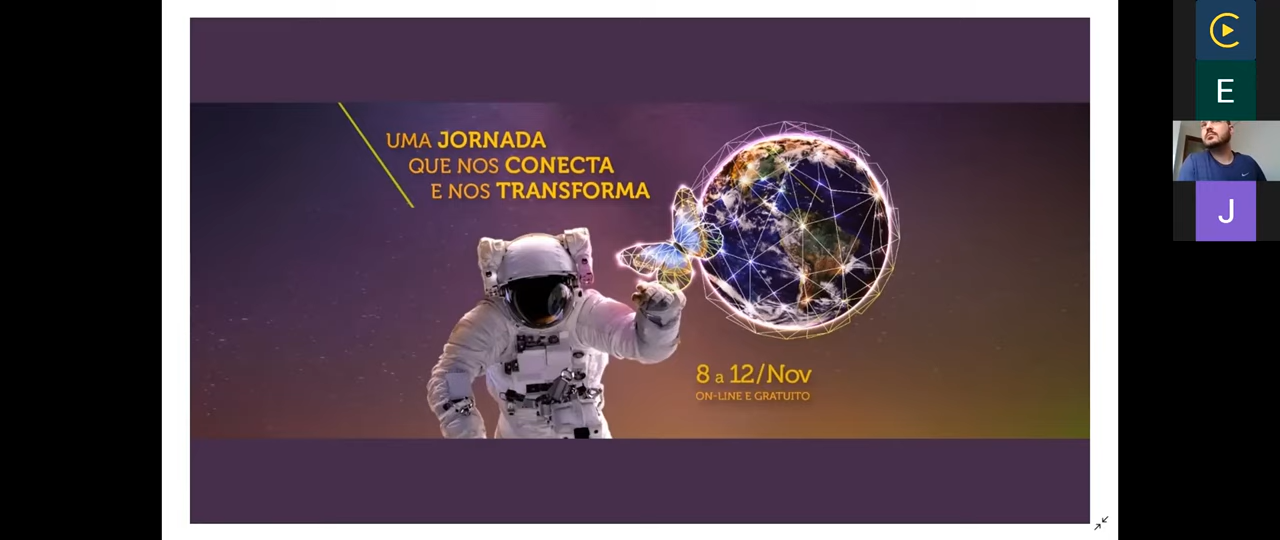 UMA JORNADA
QUE NOS CONECTA
E NOS TRANSFORMA
8 a 12/Nov
ON-LINE E GRATUITO
E
J